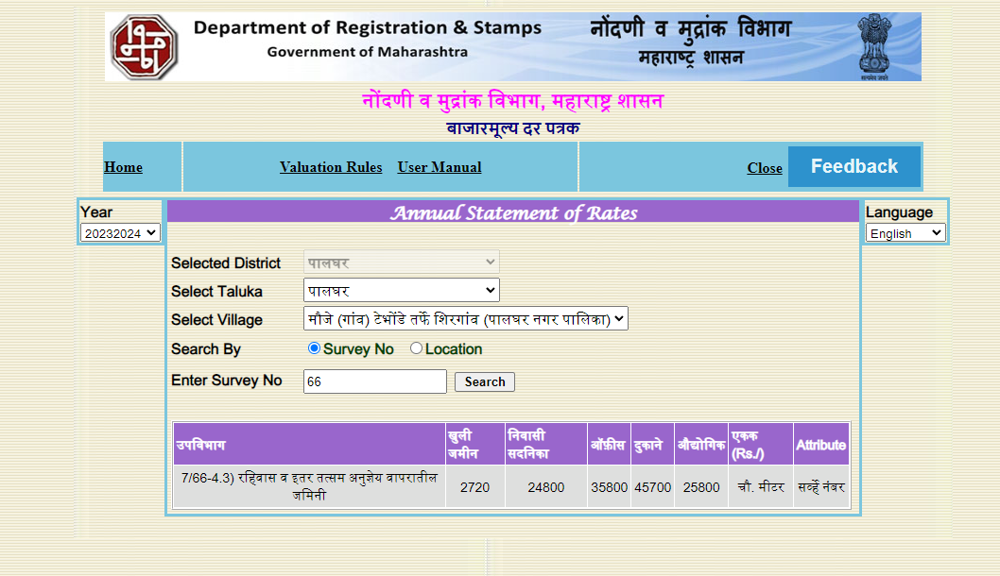 Department of Registration & Stamps
Government of Maharashtra
नोंदणी व मुद्रांक विभाग
महाराष्ट्र शासन
नोंदणी व मुद्रांक विभाग, महाराष्ट्र शासन
बाजारमूल्य दर पत्रक
Home Valuation Rules User Manual Close Feedback
Year Annual Statement of Rates Language
20232024 English
Selected District पालघर
Select Taluka पालघर
Select Village मौजे (गांव) टेभोंडे तर्फे शिरगांव (पालघर नगर पालिका)
Search By Survey No Location
Enter Survey No 66 Search
उपविभाग खुली जमीन निवासी सदनिका ऑफ़ीस दुकाने औद्योगिक एकक (Rs./) Attribute
7/66-4.3) रहिवास व इतर तत्सम अनुज्ञेय वापरातील जमिनी 2720 24800 35800 45700 25800 चौ. मीटर सर्व्हे नंबर